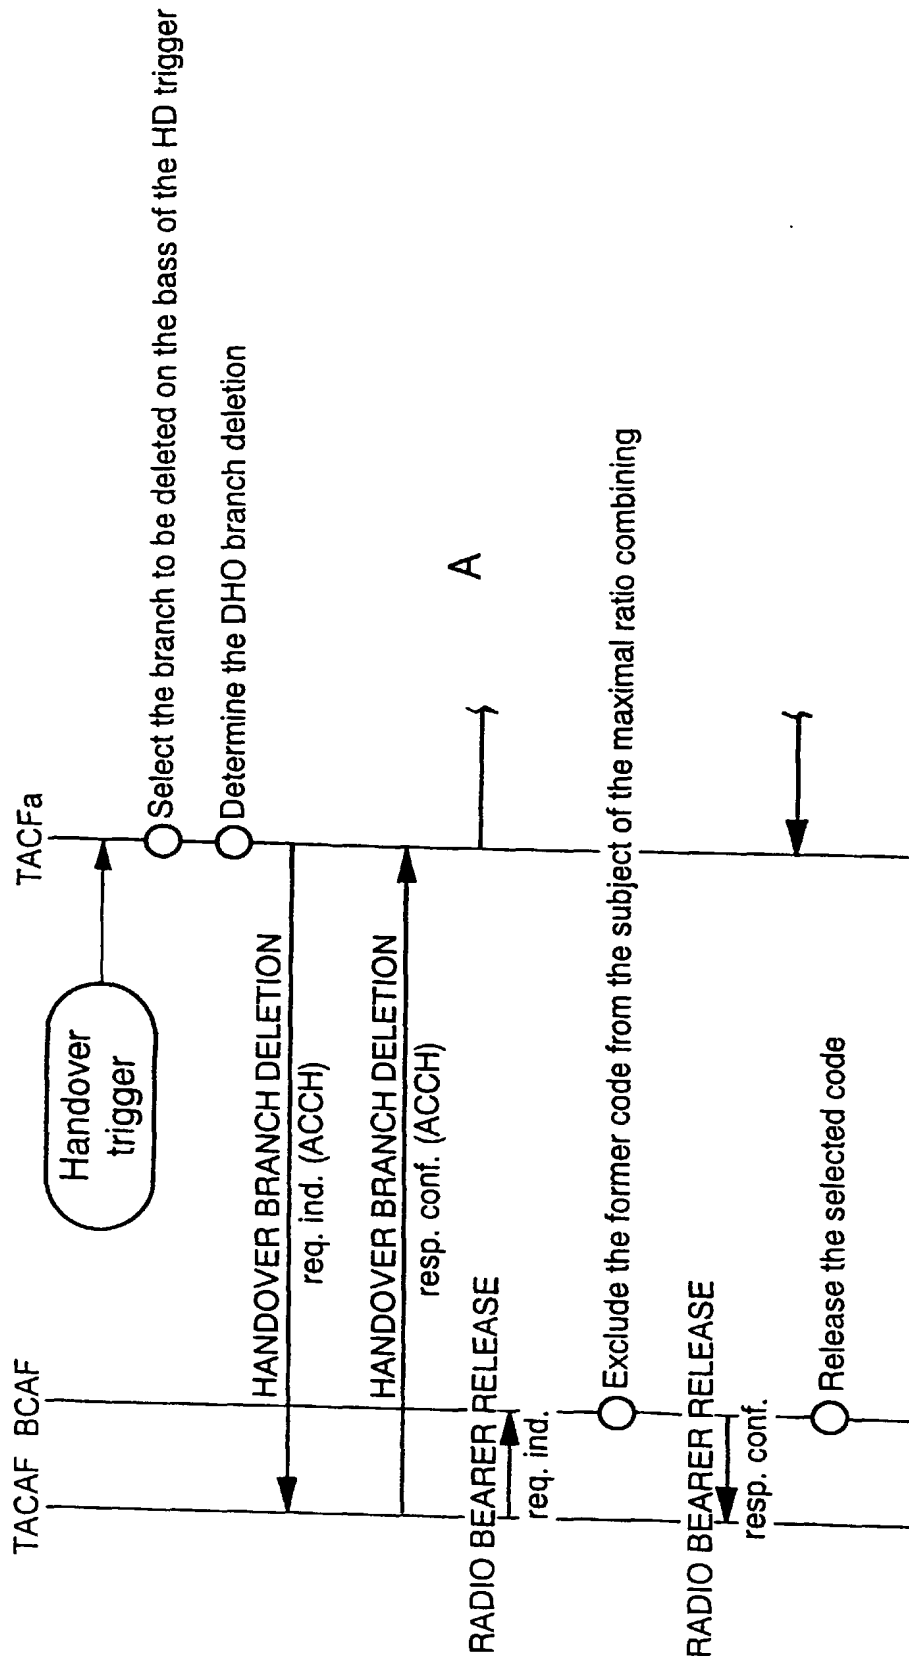 TACAF BCAF
TACFa
Handover
trigger
Select the branch to be deleted on the bass of the HD trigger
Determine the DHO branch deletion
HANDOVER BRANCH DELETION
req. ind. (ACCH)
HANDOVER BRANCH DELETION
resp. conf. (ACCH)
A
RADIO BEARER RELEASE
req. ind.
Exclude the former code from the subject of the maximal ratio combining
RADIO BEARER RELEASE
resp. conf.
Release the selected code